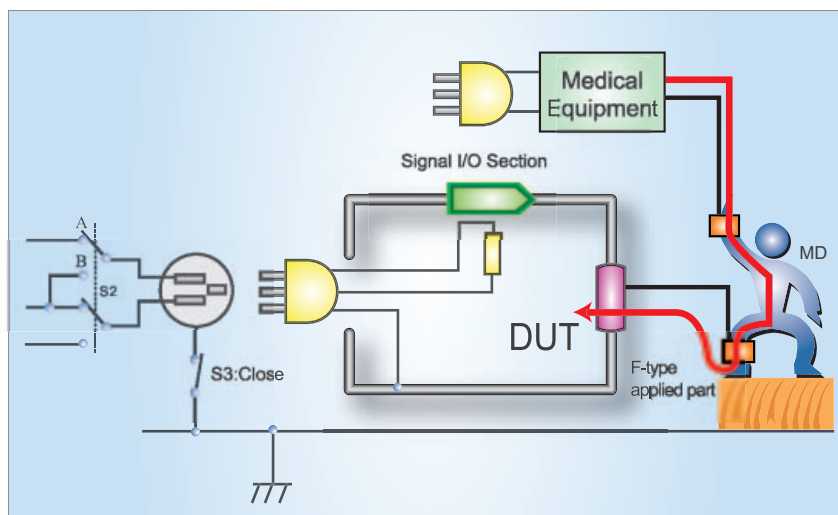 Medical
Equipment
Signal I/O Section
A
B
S2
S3:Close
DUT
MD
F-type
applied part